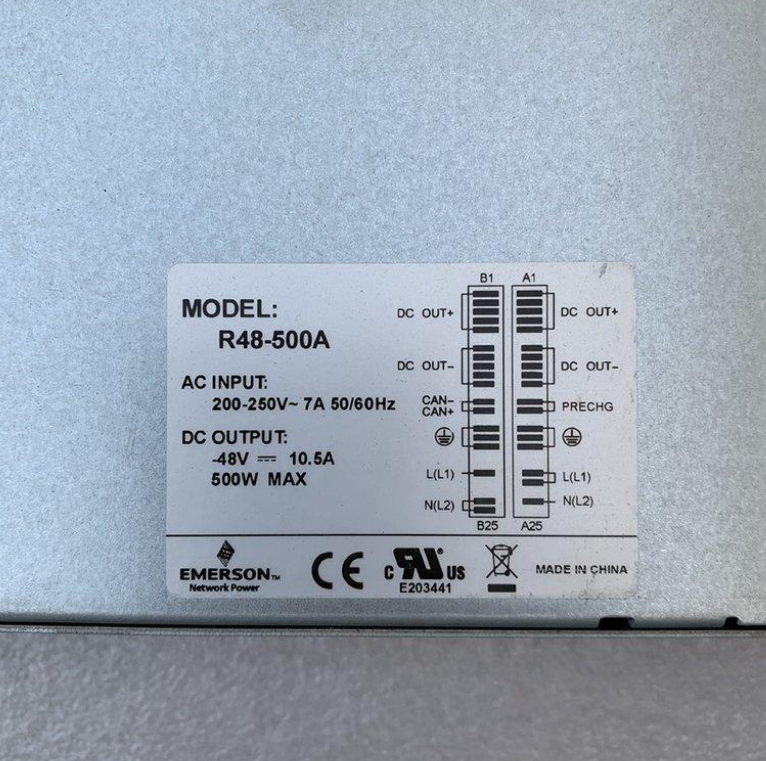 MODEL:
R48-500A
AC INPUT:
200-250V~ 7A 50/60Hz
DC OUTPUT:
-48V ⎓ 10.5A
500W MAX
B1 A1
DC OUT+ DC OUT+
DC OUT- DC OUT-
CAN-
CAN+
PRECHG
L(L1) L(L1)
N(L2) N(L2)
B25 A25
EMERSON™
Network Power
CE
C RU® US
E203441
MADE IN CHINA